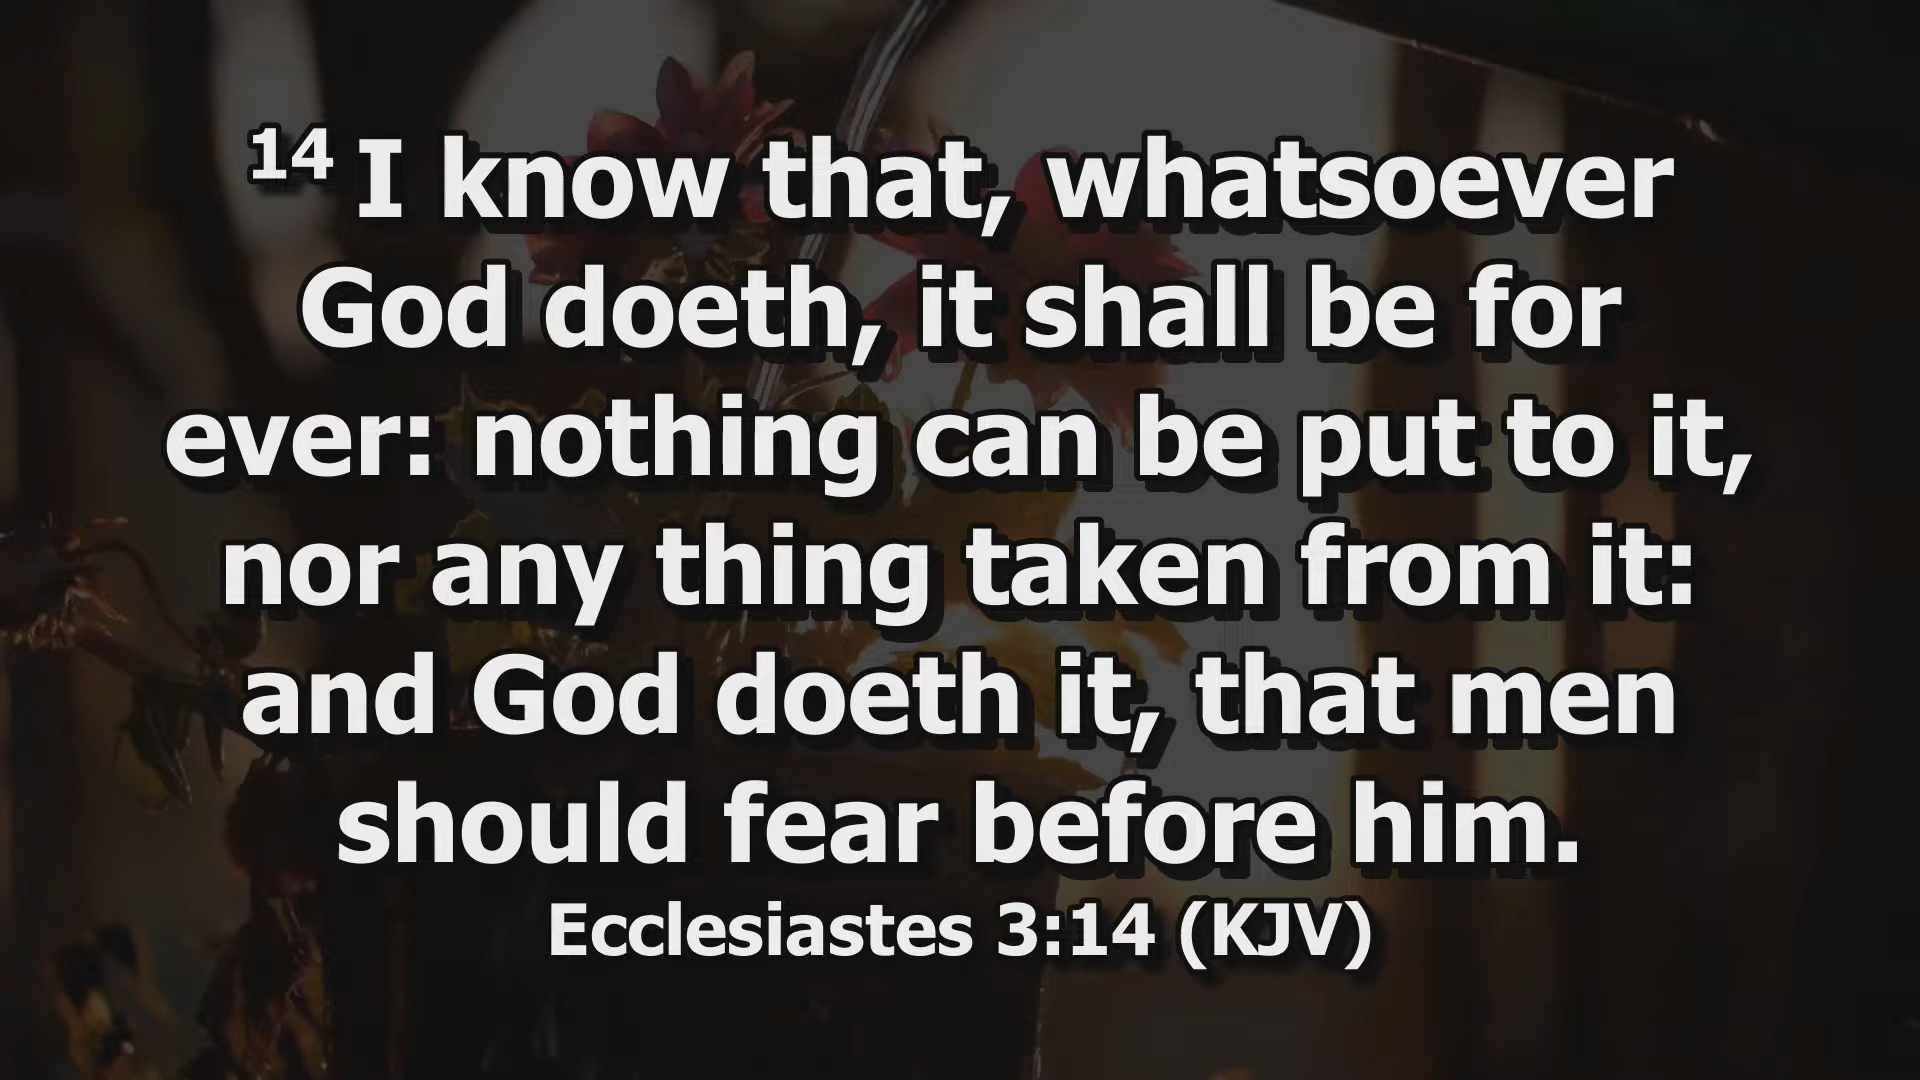 14 I know that, whatsoever
God doeth, it shall be for
ever: nothing can be put to it,
nor any thing taken from it:
and God doeth it, that men
should fear before him.
Ecclesiastes 3:14 (KJV)